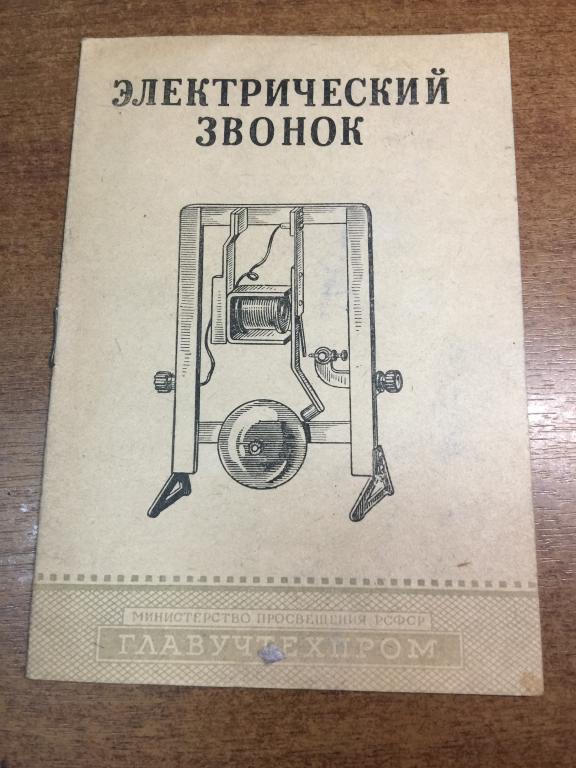 ЭЛЕКТРИЧЕСКИЙ
ЗВОНОК
МИНИСТЕРСТВО ПРОСВЕЩЕНИЯ РСФСР
ГЛАВУЧТЕХПРОМ